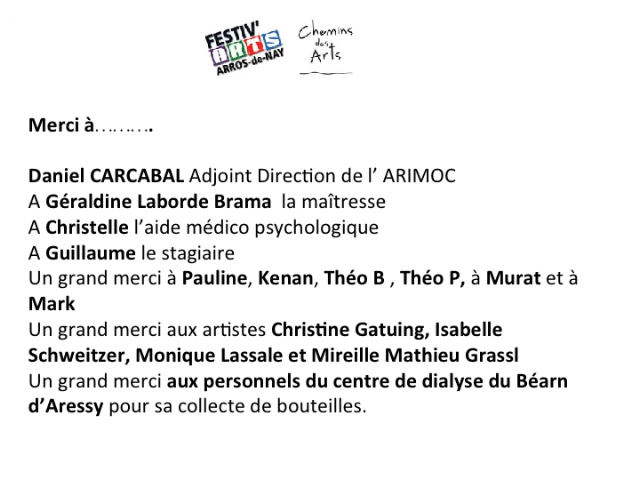 FESTIV'
ARTS
ARROS-de-NAY
Chemins
des
Arts
Merci à……….
Daniel CARCABAL Adjoint Direction de l' ARIMOC
A Géraldine Laborde Brama  la maîtresse
A Christelle l'aide médico psychologique
A Guillaume le stagiaire
Un grand merci à Pauline, Kenan, Théo B , Théo P, à Murat et à
Mark
Un grand merci aux artistes Christine Gatuing, Isabelle
Schweitzer, Monique Lassale et Mireille Mathieu Grassl
Un grand merci aux personnels du centre de dialyse du Béarn
d'Aressy pour sa collecte de bouteilles.